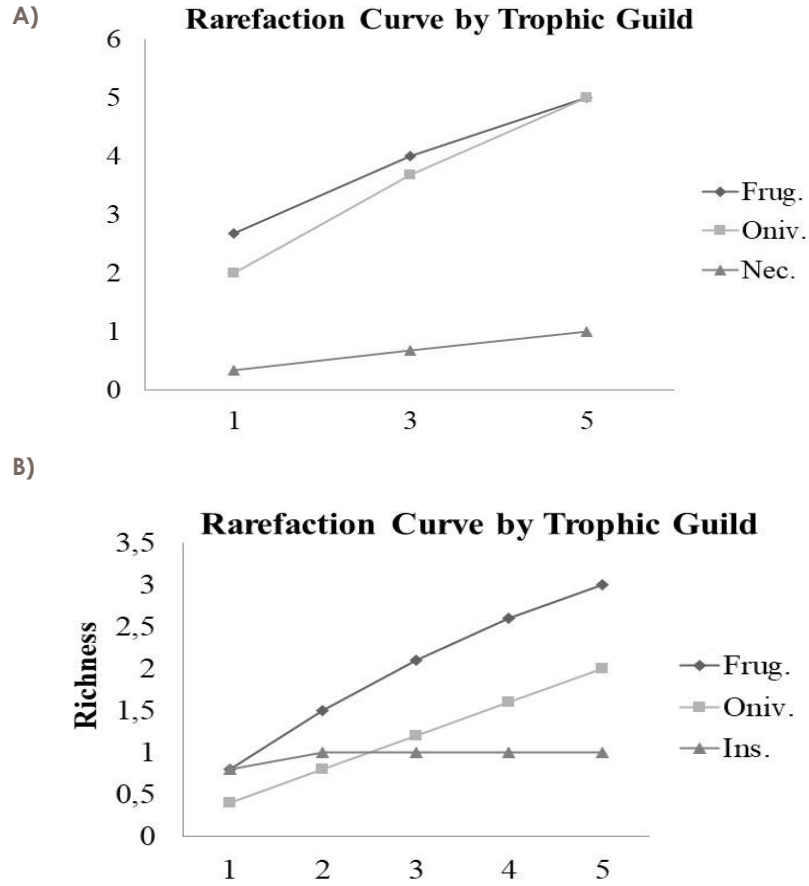 A)
Rarefaction Curve by Trophic Guild
6
5
4
3
2
1
0
1 3 5
Frug.
Oniv.
Nec.
B)
Rarefaction Curve by Trophic Guild
Richness
3,5
3
2,5
2
1,5
1
0,5
0
1 2 3 4 5
Frug.
Oniv.
Ins.